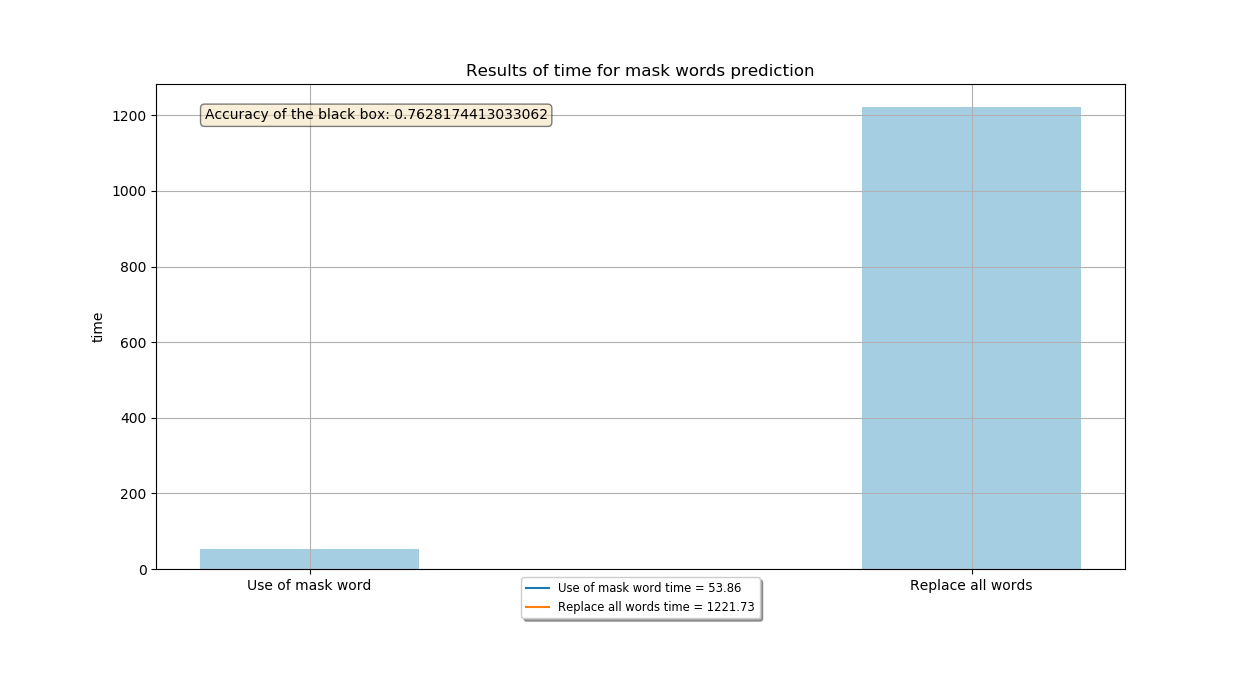 Results of time for mask words prediction
Accuracy of the black box: 0.7628174413033062
1200
1000
800
600
400
200
0
time
Use of mask word
Replace all words
Use of mask word time = 53.86
Replace all words time = 1221.73